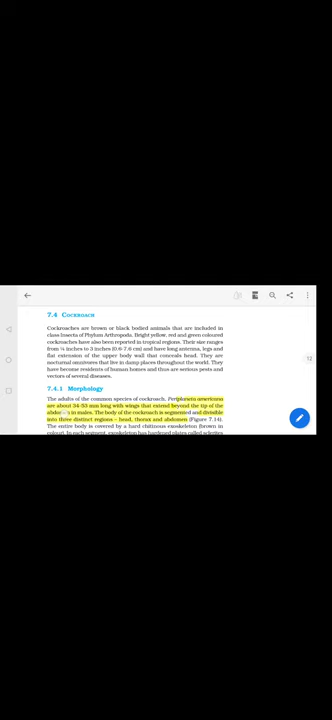 7.4 COCKROACH
Cockroaches are brown or black bodied animals that are included in
class Insecta of Phylum Arthropoda. Bright yellow, red and green coloured
cockroaches have also been reported in tropical regions. Their size ranges
from ¼ inches to 3 inches (0.6-7.6 cm) and have long antenna, legs and
flat extension of the upper body wall that conceals head. They are
nocturnal omnivores that live in damp places throughout the world. They
have become residents of human homes and thus are serious pests and
vectors of several diseases.
12
7.4.1 Morphology
The adults of the common species of cockroach, Periplaneta americana
are about 34-53 mm long with wings that extend beyond the tip of the
abdomen in males. The body of the cockroach is segmented and divisible
into three distinct regions – head, thorax and abdomen (Figure 7.14).
The entire body is covered by a hard chitinous exoskeleton (brown in
colour). In each segment, exoskeleton has hardened plates called sclerites